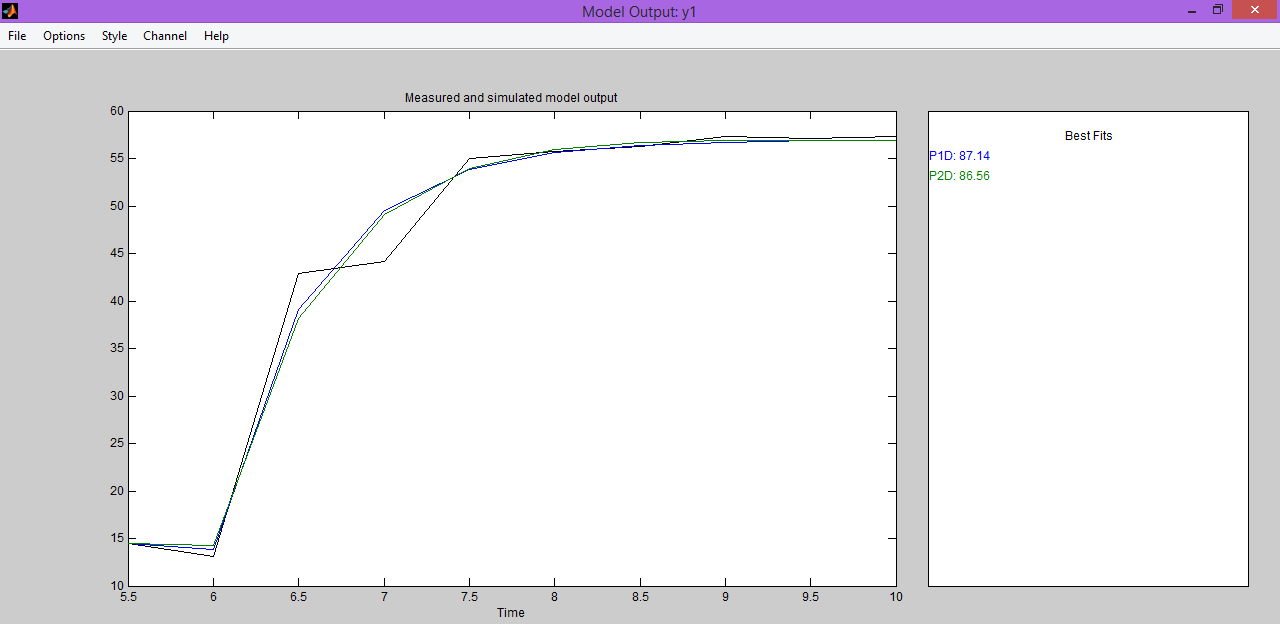 Model Output: y1
File Options Style Channel Help
Measured and simulated model output
60
55
50
45
40
35
30
25
20
15
10
5.5 6 6.5 7 7.5 8 8.5 9 9.5 10
Time
Best Fits
P1D: 87.14
P2D: 86.56